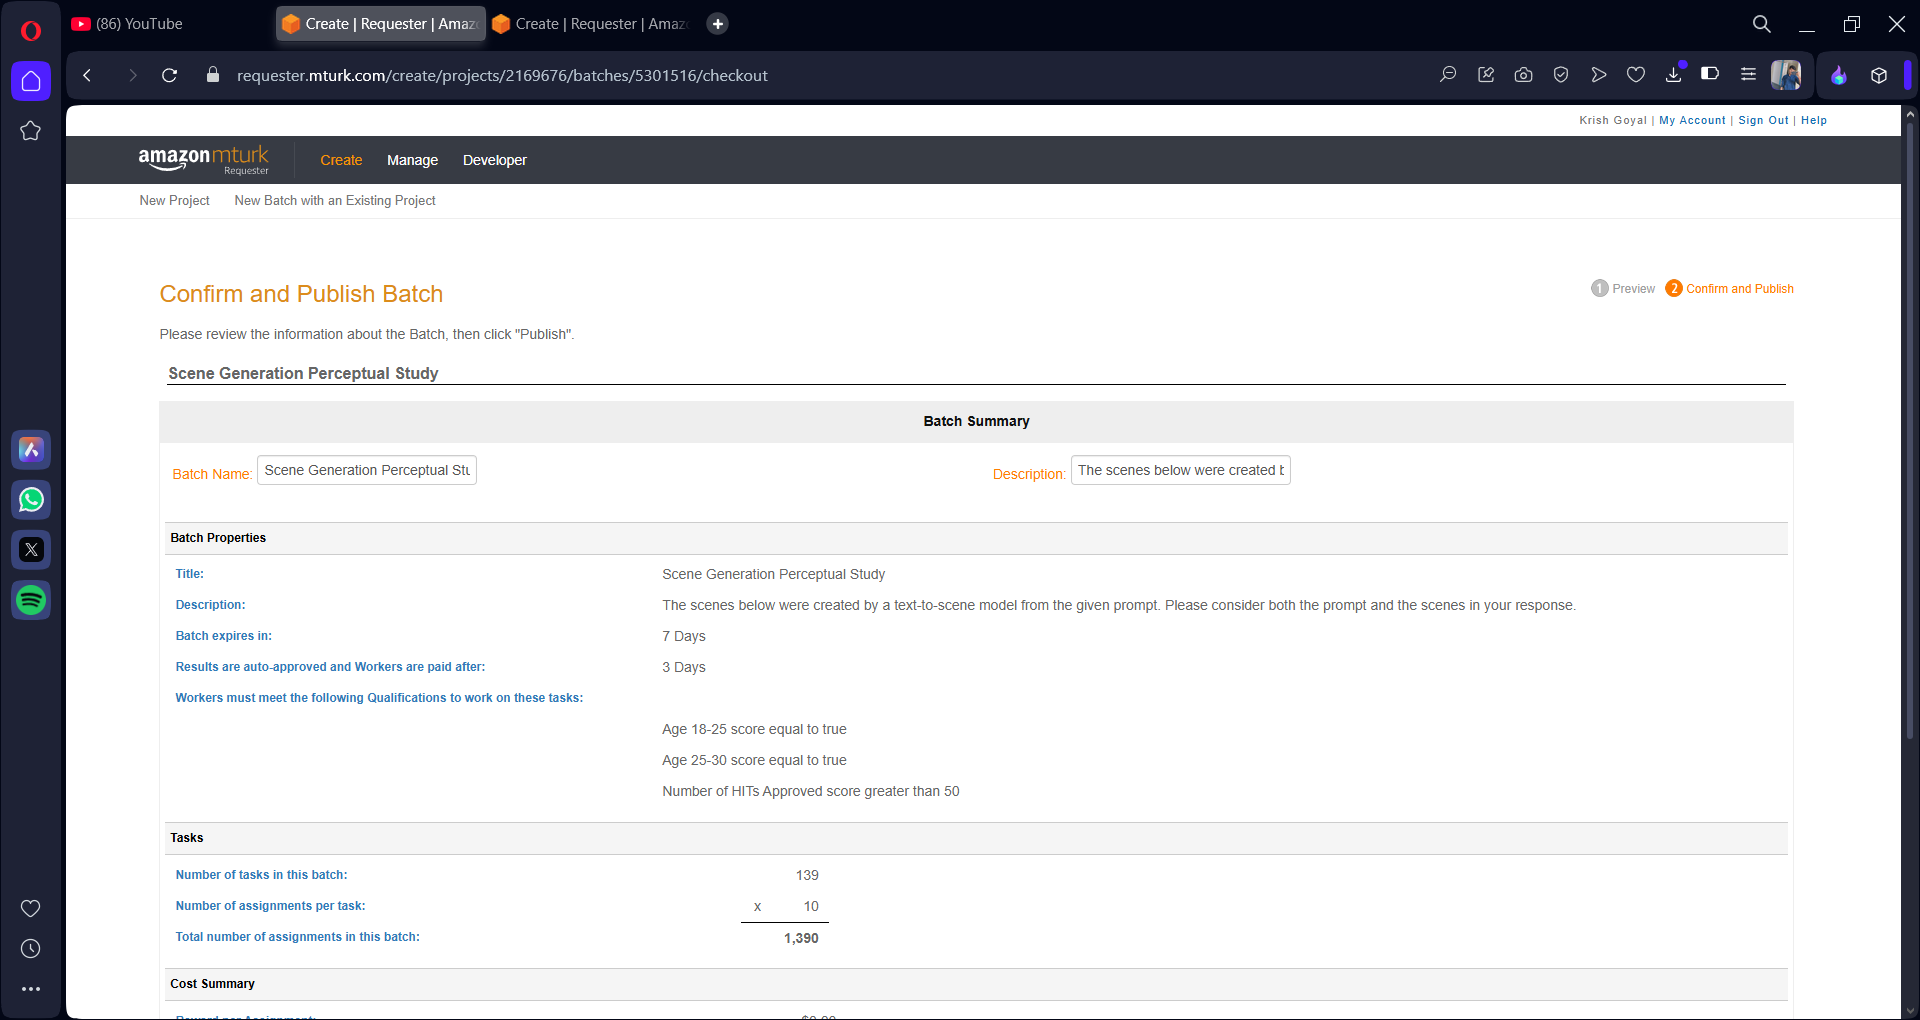 (86) YouTube
Create | Requester | Amaz
Create | Requester | Amaz
requester.mturk.com/create/projects/2169676/batches/5301516/checkout
Krish Goyal | My Account | Sign Out | Help
amazonmturk
Requester
Create Manage Developer
New Project New Batch with an Existing Project
Confirm and Publish Batch
1 Preview 2 Confirm and Publish
Please review the information about the Batch, then click "Publish".
Scene Generation Perceptual Study
Batch Summary
Batch Name: Scene Generation Perceptual Stu
Description: The scenes below were created b
Batch Properties
Title: Scene Generation Perceptual Study
Description: The scenes below were created by a text-to-scene model from the given prompt. Please consider both the prompt and the scenes in your response.
Batch expires in: 7 Days
Results are auto-approved and Workers are paid after: 3 Days
Workers must meet the following Qualifications to work on these tasks:
Age 18-25 score equal to true
Age 25-30 score equal to true
Number of HITs Approved score greater than 50
Tasks
Number of tasks in this batch: 139
Number of assignments per task: x 10
Total number of assignments in this batch: 1,390
Cost Summary